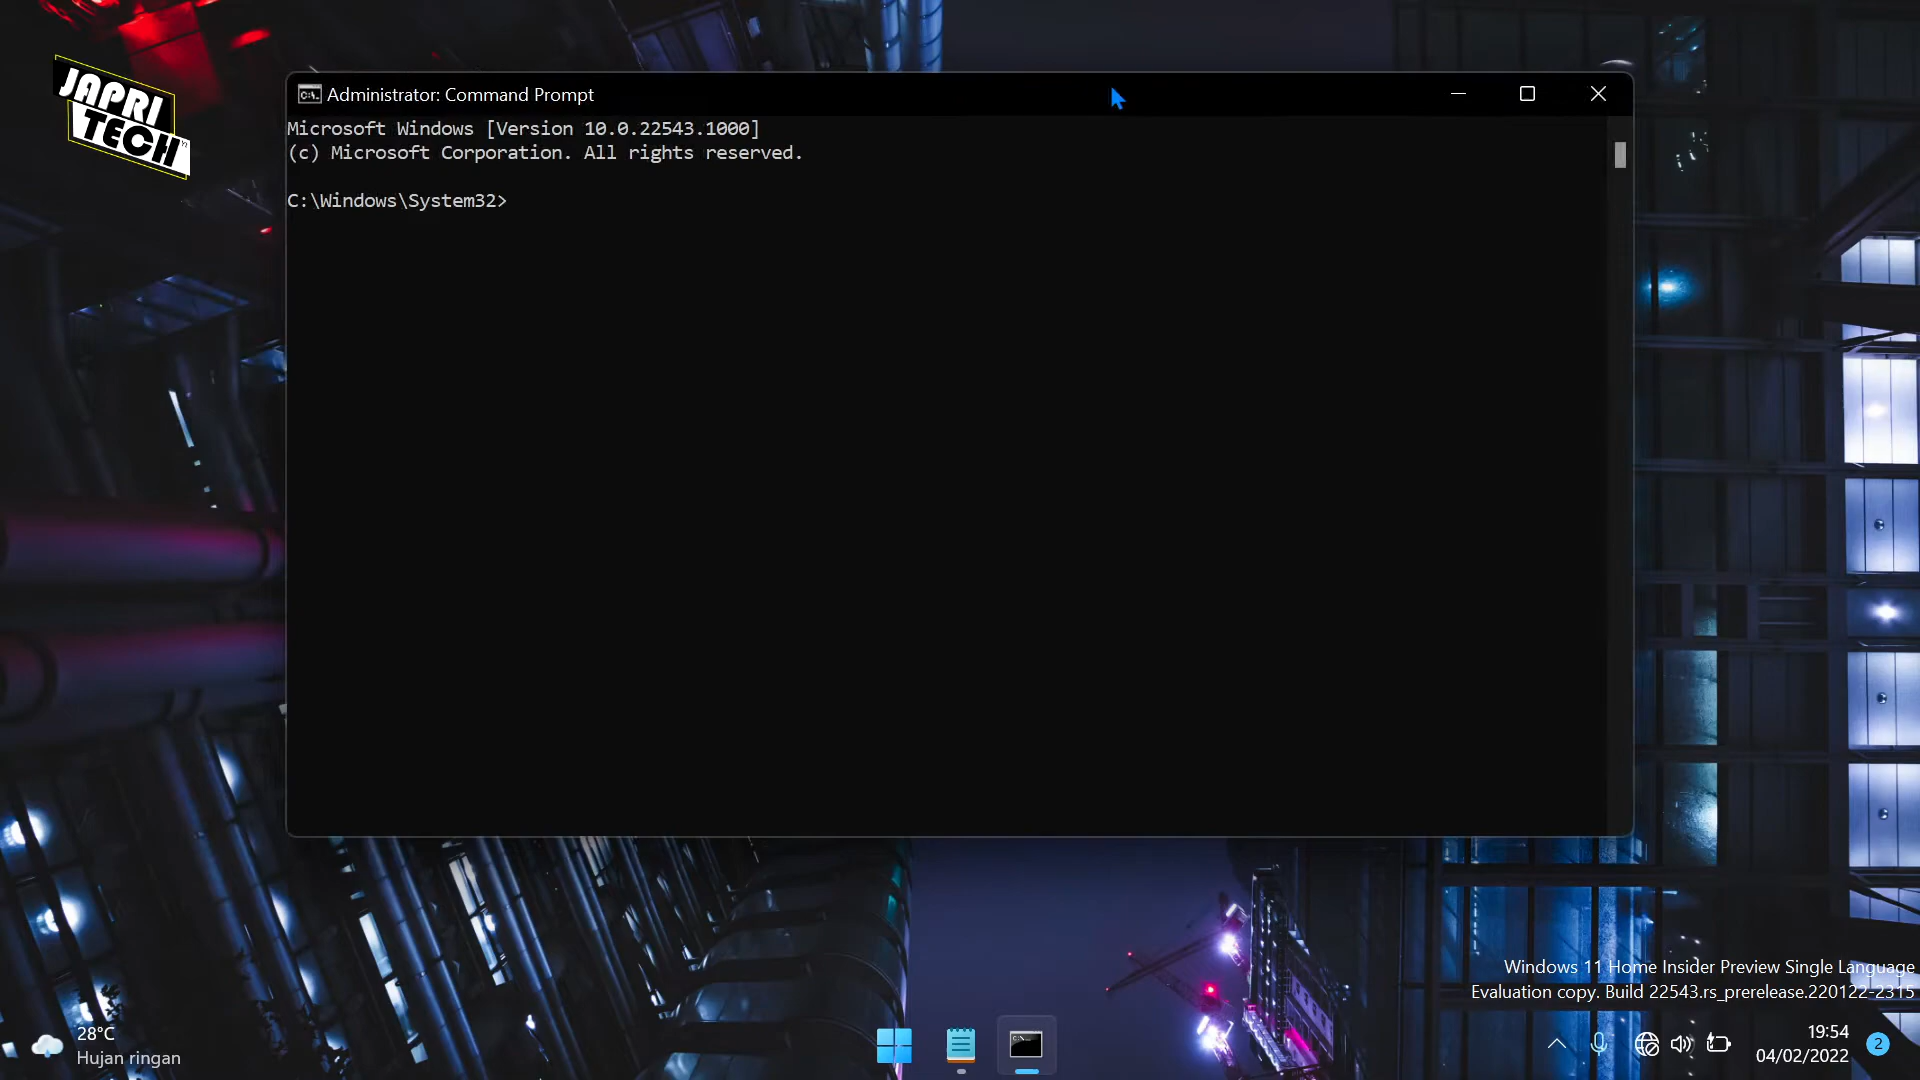 JAPRI
TECH
Administrator: Command Prompt
Microsoft Windows [Version 10.0.22543.1000]
(c) Microsoft Corporation. All rights reserved.
C:\Windows\System32>
Windows 11 Home Insider Preview Single Language
Evaluation copy. Build 22543.rs_prerelease.220122-2315
28°C
Hujan ringan
19:54
04/02/2022
2